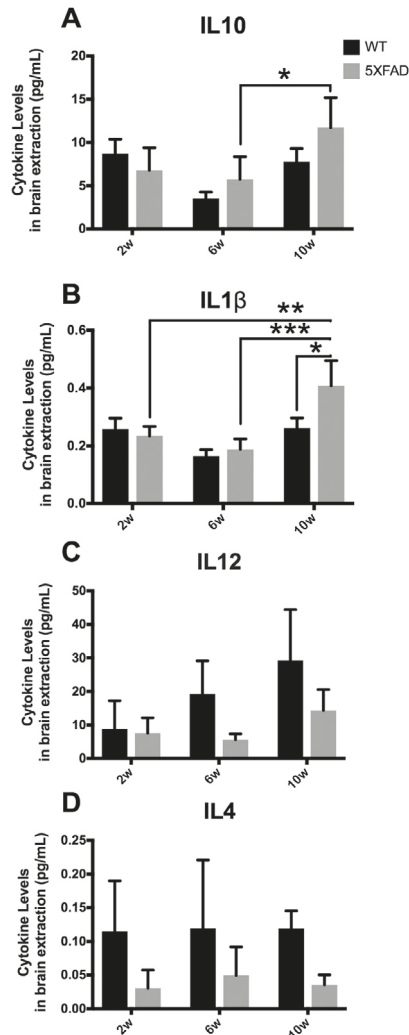 A
IL10
WT
5XFAD
Cytokine Levels
in brain extraction (pg/mL)
20
15
10
5
0
*
2w
6w
10w
B
IL1β
Cytokine Levels
in brain extraction (pg/mL)
0.6
0.4
0.2
0.0
**
***
*
2w
6w
10w
C
IL12
Cytokine Levels
in brain extraction (pg/mL)
50
40
30
20
10
0
2w
6w
10w
D
IL4
Cytokine Levels
in brain extraction (pg/mL)
0.25
0.20
0.15
0.10
0.05
0.00
2w
6w
10w